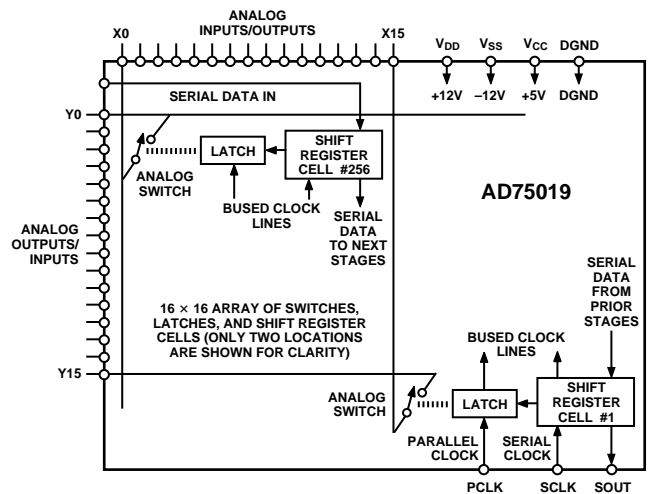 ANALOG
INPUTS/OUTPUTS
X0
X15
VDD
VSS
VCC
DGND
+12V
–12V
+5V
DGND
SERIAL DATA IN
Y0
LATCH
SHIFT
REGISTER
CELL #256
ANALOG
SWITCH
BUSED CLOCK
LINES
SERIAL
DATA
TO NEXT
STAGES
AD75019
ANALOG
OUTPUTS/
INPUTS
SERIAL
DATA
FROM
PRIOR
STAGES
16 × 16 ARRAY OF SWITCHES,
LATCHES, AND SHIFT REGISTER
CELLS (ONLY TWO LOCATIONS
ARE SHOWN FOR CLARITY)
BUSED CLOCK
LINES
Y15
ANALOG
SWITCH
LATCH
SHIFT
REGISTER
CELL #1
PARALLEL
CLOCK
SERIAL
CLOCK
PCLK
SCLK
SOUT